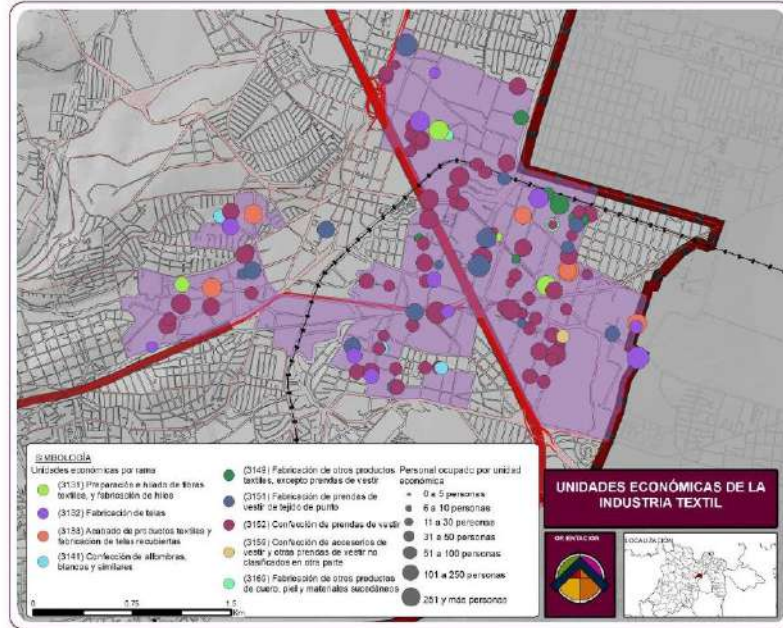 SIMBOLOGÍA
Unidades económicas por rama
(3131) Preparación e hilado de fibras
textiles, y fabricación de hilos
(3132) Fabricación de telas
(3133) Acabado de productos textiles y
fabricación de telas recubiertas
(3141) Confección de alfombras,
blancos y similares
(3149) Fabricación de otros productos
textiles, excepto prendas de vestir
(3151) Fabricación de prendas de
vestir de tejido de punto
(3152) Confección de prendas de vestir
(3159) Confección de accesorios de
vestir y otras prendas de vestir no
clasificados en otra parte
(3169) Fabricación de otros productos
de cuero, piel y materiales sucedáneos
Personal ocupado por unidad
económica
0 a 5 personas
6 a 10 personas
11 a 30 personas
31 a 50 personas
51 a 100 personas
101 a 250 personas
251 y más personas
0 0.75 1.5
Km
UNIDADES ECONÓMICAS DE LA
INDUSTRIA TEXTIL
ORIENTACIÓN
LOCALIZACIÓN